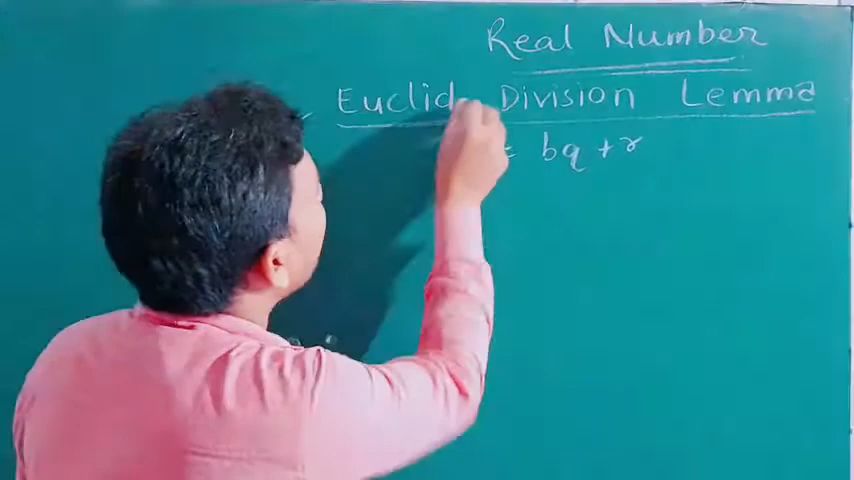 Real Number
Euclid Division Lemma
= bq + r